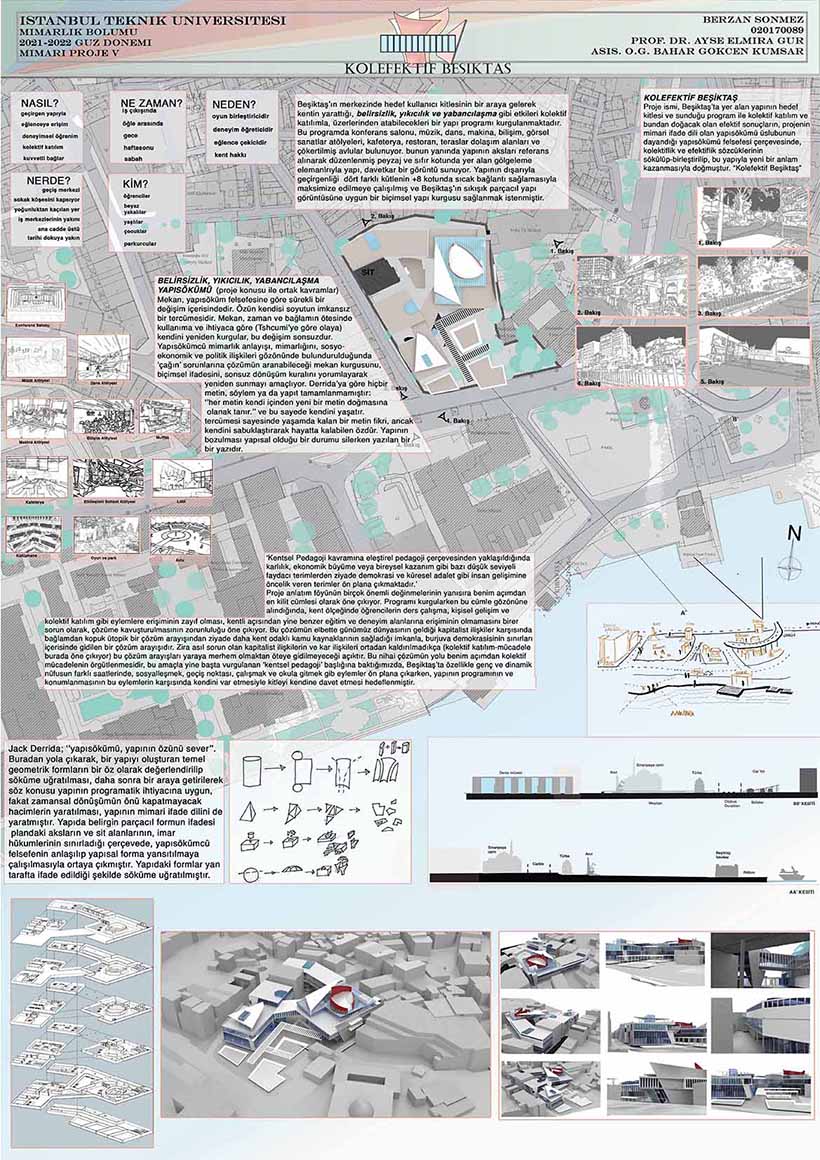 ISTANBUL TEKNIK UNIVERSITESI
MIMARLIK BOLUMU
2021-2022 GUZ DONEMI
MIMARI PROJE V
KOLEFEKTIF BESIKTAS
BERZAN SONMEZ
020170089
PROF. DR. AYSE ELMIRA GUR
ASIS. O.G. BAHAR GOKCEN KUMSAR
NASIL?
geçirgen yapıyla
eğlenceye erişim
deneyimsel öğrenim
kolektif katılım
kuvvetli bağlar
NE ZAMAN?
iş çıkışında
öğle arasında
gece
haftasonu
sabah
NEDEN?
oyun birleştiricidir
deneyim öğreticidir
eğlence çekicidir
kent hakkı
NERDE?
geçiş merkezi
sokak köşesini kapsıyor
yoğunluktan kaçılan yer
iş merkezlerinin yakını
ana cadde üstü
tarihi dokuya yakın
KİM?
öğrenciler
beyaz
yakalılar
yaşlılar
çocuklar
parkurcular
Beşiktaş'ın merkezinde hedef kullanıcı kitlesinin bir araya gelerek
kentin yarattığı, belirsizlik, yıkıcılık ve yabancılaşma gibi etkileri kolektif
katılımla, üzerlerinden atabilecekleri bir yapı programı kurgulanmaktadır.
Bu programda konferans salonu, müzik, dans, makina, bilişim, görsel
sanatlar atölyeleri, kafeterya, restoran, teraslar dolaşım alanları ve
çökertilmiş avlular bulunuyor. bunun yanında yapının aksları referans
alınarak düzenlenmiş peyzaj ve sıfır kotunda yer alan gölgeleme
elemanlrıyla yapı, davetkar bir görüntü sunuyor. Yapının dışarıyla
geçirgenliği dört farklı kütlenin +8 kotunda sıcak bağlantı sağlamasıyla
maksimize edilmeye çalışılmış ve Beşiktaş'ın sıkışık parçacıl yapı
görüntüsüne uygun bir biçimsel yapı kurgusu sağlanmak istenmiştir.
KOLEFEKTİF BEŞİKTAŞ
Proje ismi, Beşiktaş'ta yer alan yapının hedef
kitlesi ve sunduğu program ile kolektif katılım ve
bundan doğacak olan efektif sonuçların, projenin
mimari ifade dili olan yapısökümü üslubunun
dayandığı yapısökümü felsefesi çerçevesinde,
kolektiflik ve efektiflik sözcüklerinin
sökülüp-birleştirilip, bu yapıyla yeni bir anlam
kazanmasıyla doğmuştur. "Kolefektif Beşiktaş"
2. Bakış
1. Bakış
SİT
4. Bakış
1. Bakış
2. Bakış
3. Bakış
4. Bakış
5. Bakış
BELİRSİZLİK, YIKICILIK, YABANCILAŞMA
YAPISÖKÜMÜ (proje konusu ile ortak kavramlar)
Mekan, yapısöküm felsefesine göre sürekli bir
değişim içerisindedir. Özün kendisi soyutun imkansız
bir tercümesidir. Mekan, zaman ve bağlamın ötesinde
kullanıma ve ihtiyaca göre (Tshcumi'ye göre olaya)
kendini yeniden kurgular, bu değişim sonsuzdur.
Yapısökümcü mimarlık anlayışı, mimarlığını, sosyo-
ekonomik ve politik ilişkileri gözönünde bulundurulduğunda
'çağın' sorunlarına çözümün aranabileceği mekan kurgusunu,
biçimsel ifadesini, sonsuz dönüşüm kuralını yorumlayarak
yeniden sunmayı amaçlıyor. Derrida'ya göre hiçbir
metin, söylem ya da yapıt tamamlanmamıştır:
''her metin kendi içinden yeni bir metin doğmasına
olanak tanır.'' ve bu sayede kendini yaşatır.
tercümesi sayesinde yaşamda kalan bir metin fikri, ancak
kendini sabuklaştırarak hayatta kalabilen özdür. Yapının
bozulması yapısal olduğu bir durumu silerken yazılan bir
bir yazıdır.
Konferans Salonu
Müzik Atölyesi
Dans Atölyesi
Makina Atölyesi
Bilişim Atölyesi
Mutfak
Kafeterya
Lobi
Kütüphane
Oyun ve park
Avlu
'Kentsel Pedagoji kavramına eleştirel pedagoji çerçevesinden yaklaşıldığında
karlılık, ekonomik büyüme veya bireysel kazanım gibi bazı düşük seviyeli
faydacı terimlerden ziyade demokrasi ve küresel adalet gibi insan gelişimine
öncelik veren terimler ön plana çıkmaktadır.'
Proje anlatım föyünün birçok önemli değinmelerinin yanısıra benim açımdan
en kilit cümlesi olarak öne çıkıyor. Programı kurgularken bu cümle gözönüne
alındığında, kent ölçeğinde öğrencilerin ders çalışma, kişisel gelişim ve
kolektif katılım gibi eylemlere erişiminin zayıf olması, kentli açısından yine benzer eğitim ve deneyim alanlarına erişiminin olmamasını birer
sorun olarak, çözüme kavuşturulmasının zorunluluğu öne çıkıyor. Bu çözümün elbette günümüz dünyasının geldiği kapitalist ilişkiler karşısında
bağlamdan kopuk ütopik bir çözüm arayışından ziyade daha kent odaklı kamu kaynaklarının sağladığı imkanla, burjuva demokrasisinin sınırları
içerisinde gidilen bir çözüm arayışıdır. Zira asıl sorun olan kapitalist ilişkilerin ve kar ilişkileri ortadan kaldırılmadıkça (kolektif katılım-mücadele
burada öne çıkıyor) bu çözüm arayışları yaraya merhem olmaktan öteye gidilmeyeceği açıktır. Bu nihai çözümün yolu benim açımdan kolektif
mücadelenin örgütlenmesidir, bu amaçla yine başta vurgulanan 'kentsel pedagoji' başlığına baktığımızda, Beşiktaş'ta özellikle genç ve dinamik
nüfusun farklı saatlerinde, sosyalleşmek, geçiş noktası, çalışmak ve okula gitmek gib eylemler ön plana çıkarken, yapının programının ve
konumlanmasının bu eylemlerin karşısında kendini var etmesiyle kitleyi kendine davet etmesi hedeflenmiştir.
N
B'
A'
Jack Derrida; ''yapısökümü, yapının özünü sever''.
Buradan yola çıkarak, bir yapıyı oluşturan temel
geometrik formların bir öz olarak değerlendirilip
söküme uğratılması, daha sonra bir araya getirilerek
söz konusu yapının programatik ihtiyacına uygun,
fakat zamansal dönüşümün önü kapatmayacak
hacimlerin yaratılması, yapının mimari ifade dilini de
yaratmıştır. Yapıda belirgin parçacıl formun ifadesi
plandaki aksların ve sit alanlarının, imar
hükümlerinin sınırladığı çerçevede, yapısökümcü
felsefenin anlaşılıp yapısal forma yansıtılmaya
çalışılmasıyla ortaya çıkmıştır. Yapıdaki formlar yan
tarafta ifade edildiği şekilde söküme uğratılmıştır.
Deniz müzesi
Sinanpaşa cami
Türbe
Meydan
BB' KESİTİ
Sinanpaşa
cami
Cadde
Türbe
Beşiktaş
İskelesi
AA' KESİTİ